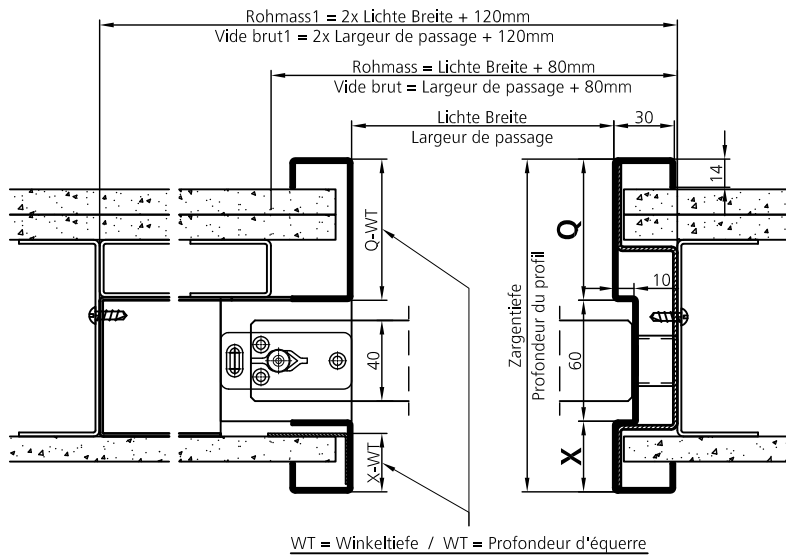 Rohmass1 = 2x Lichte Breite + 120mm
Vide brut1 = 2x Largeur de passage + 120mm
Rohmass = Lichte Breite + 80mm
Vide brut = Largeur de passage + 80mm
Lichte Breite
Largeur de passage
30
14
Q-WT
Q
Zargentiefe
Profondeur du profil
10
40
60
X-WT
X
WT = Winkeltiefe / WT = Profondeur d'équerre